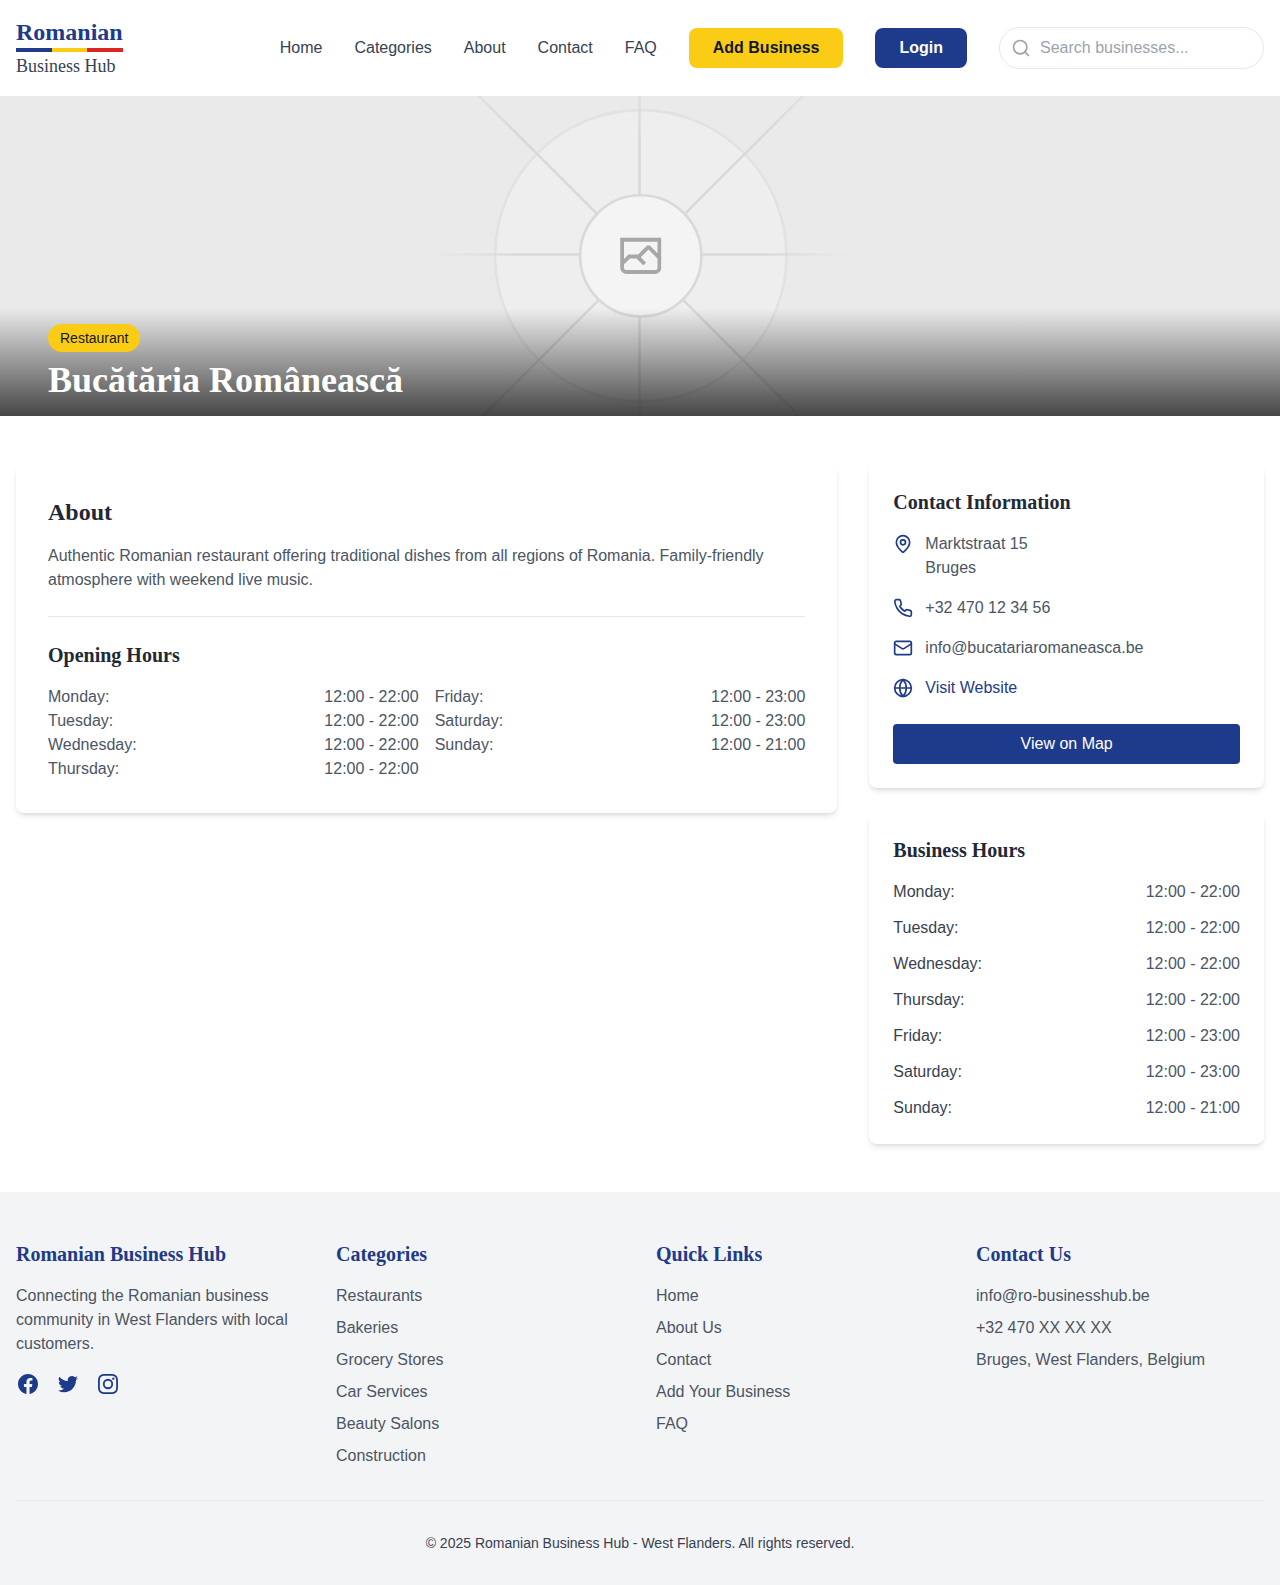 Romanian
Business Hub
Home
Categories
About
Contact
FAQ
Add Business
Login
Search businesses...
Restaurant
Bucătăria Românească
About
Authentic Romanian restaurant offering traditional dishes from all regions of Romania. Family-friendly
atmosphere with weekend live music.
Opening Hours
Monday: 12:00 - 22:00
Tuesday: 12:00 - 22:00
Wednesday: 12:00 - 22:00
Thursday: 12:00 - 22:00
Friday: 12:00 - 23:00
Saturday: 12:00 - 23:00
Sunday: 12:00 - 21:00
Contact Information
Marktstraat 15
Bruges
+32 470 12 34 56
info@bucatariaromaneasca.be
Visit Website
View on Map
Business Hours
Monday: 12:00 - 22:00
Tuesday: 12:00 - 22:00
Wednesday: 12:00 - 22:00
Thursday: 12:00 - 22:00
Friday: 12:00 - 23:00
Saturday: 12:00 - 23:00
Sunday: 12:00 - 21:00
Romanian Business Hub
Connecting the Romanian business
community in West Flanders with local
customers.
Categories
Restaurants
Bakeries
Grocery Stores
Car Services
Beauty Salons
Construction
Quick Links
Home
About Us
Contact
Add Your Business
FAQ
Contact Us
info@ro-businesshub.be
+32 470 XX XX XX
Bruges, West Flanders, Belgium
© 2025 Romanian Business Hub - West Flanders. All rights reserved.